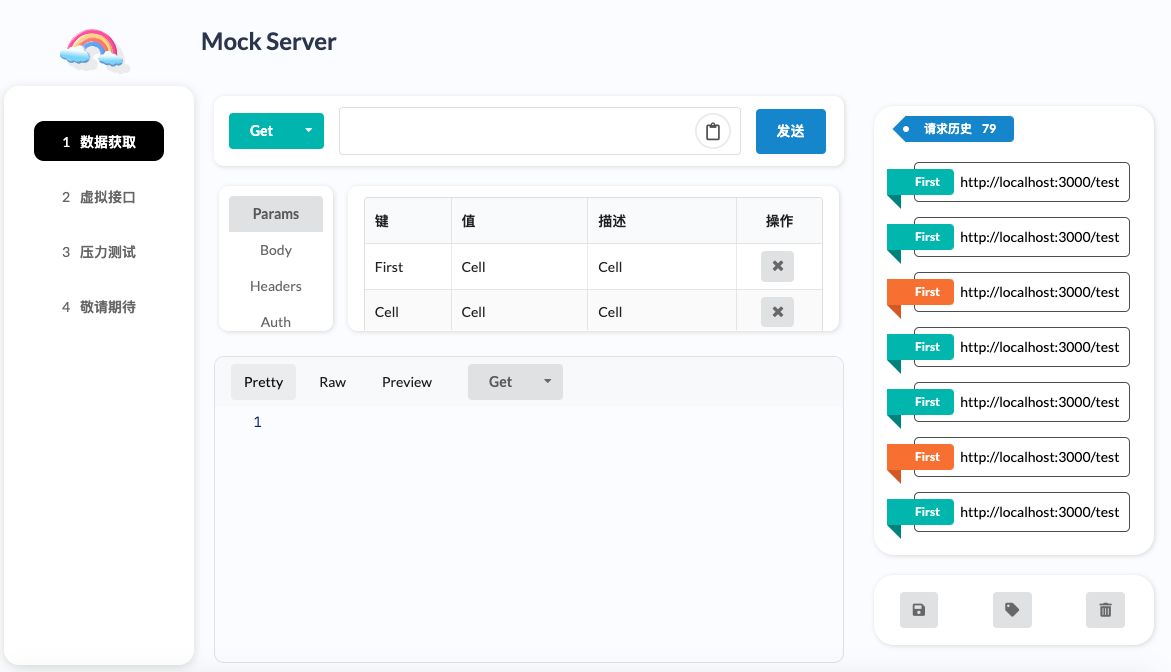 Mock Server
1 数据获取
2 虚拟接口
3 压力测试
4 敬请期待
Get
发送
Params
Body
Headers
Auth
键 值 描述 操作
First Cell Cell
Cell Cell Cell
Pretty Raw Preview Get
1
请求历史 79
First http://localhost:3000/test
First http://localhost:3000/test
First http://localhost:3000/test
First http://localhost:3000/test
First http://localhost:3000/test
First http://localhost:3000/test
First http://localhost:3000/test